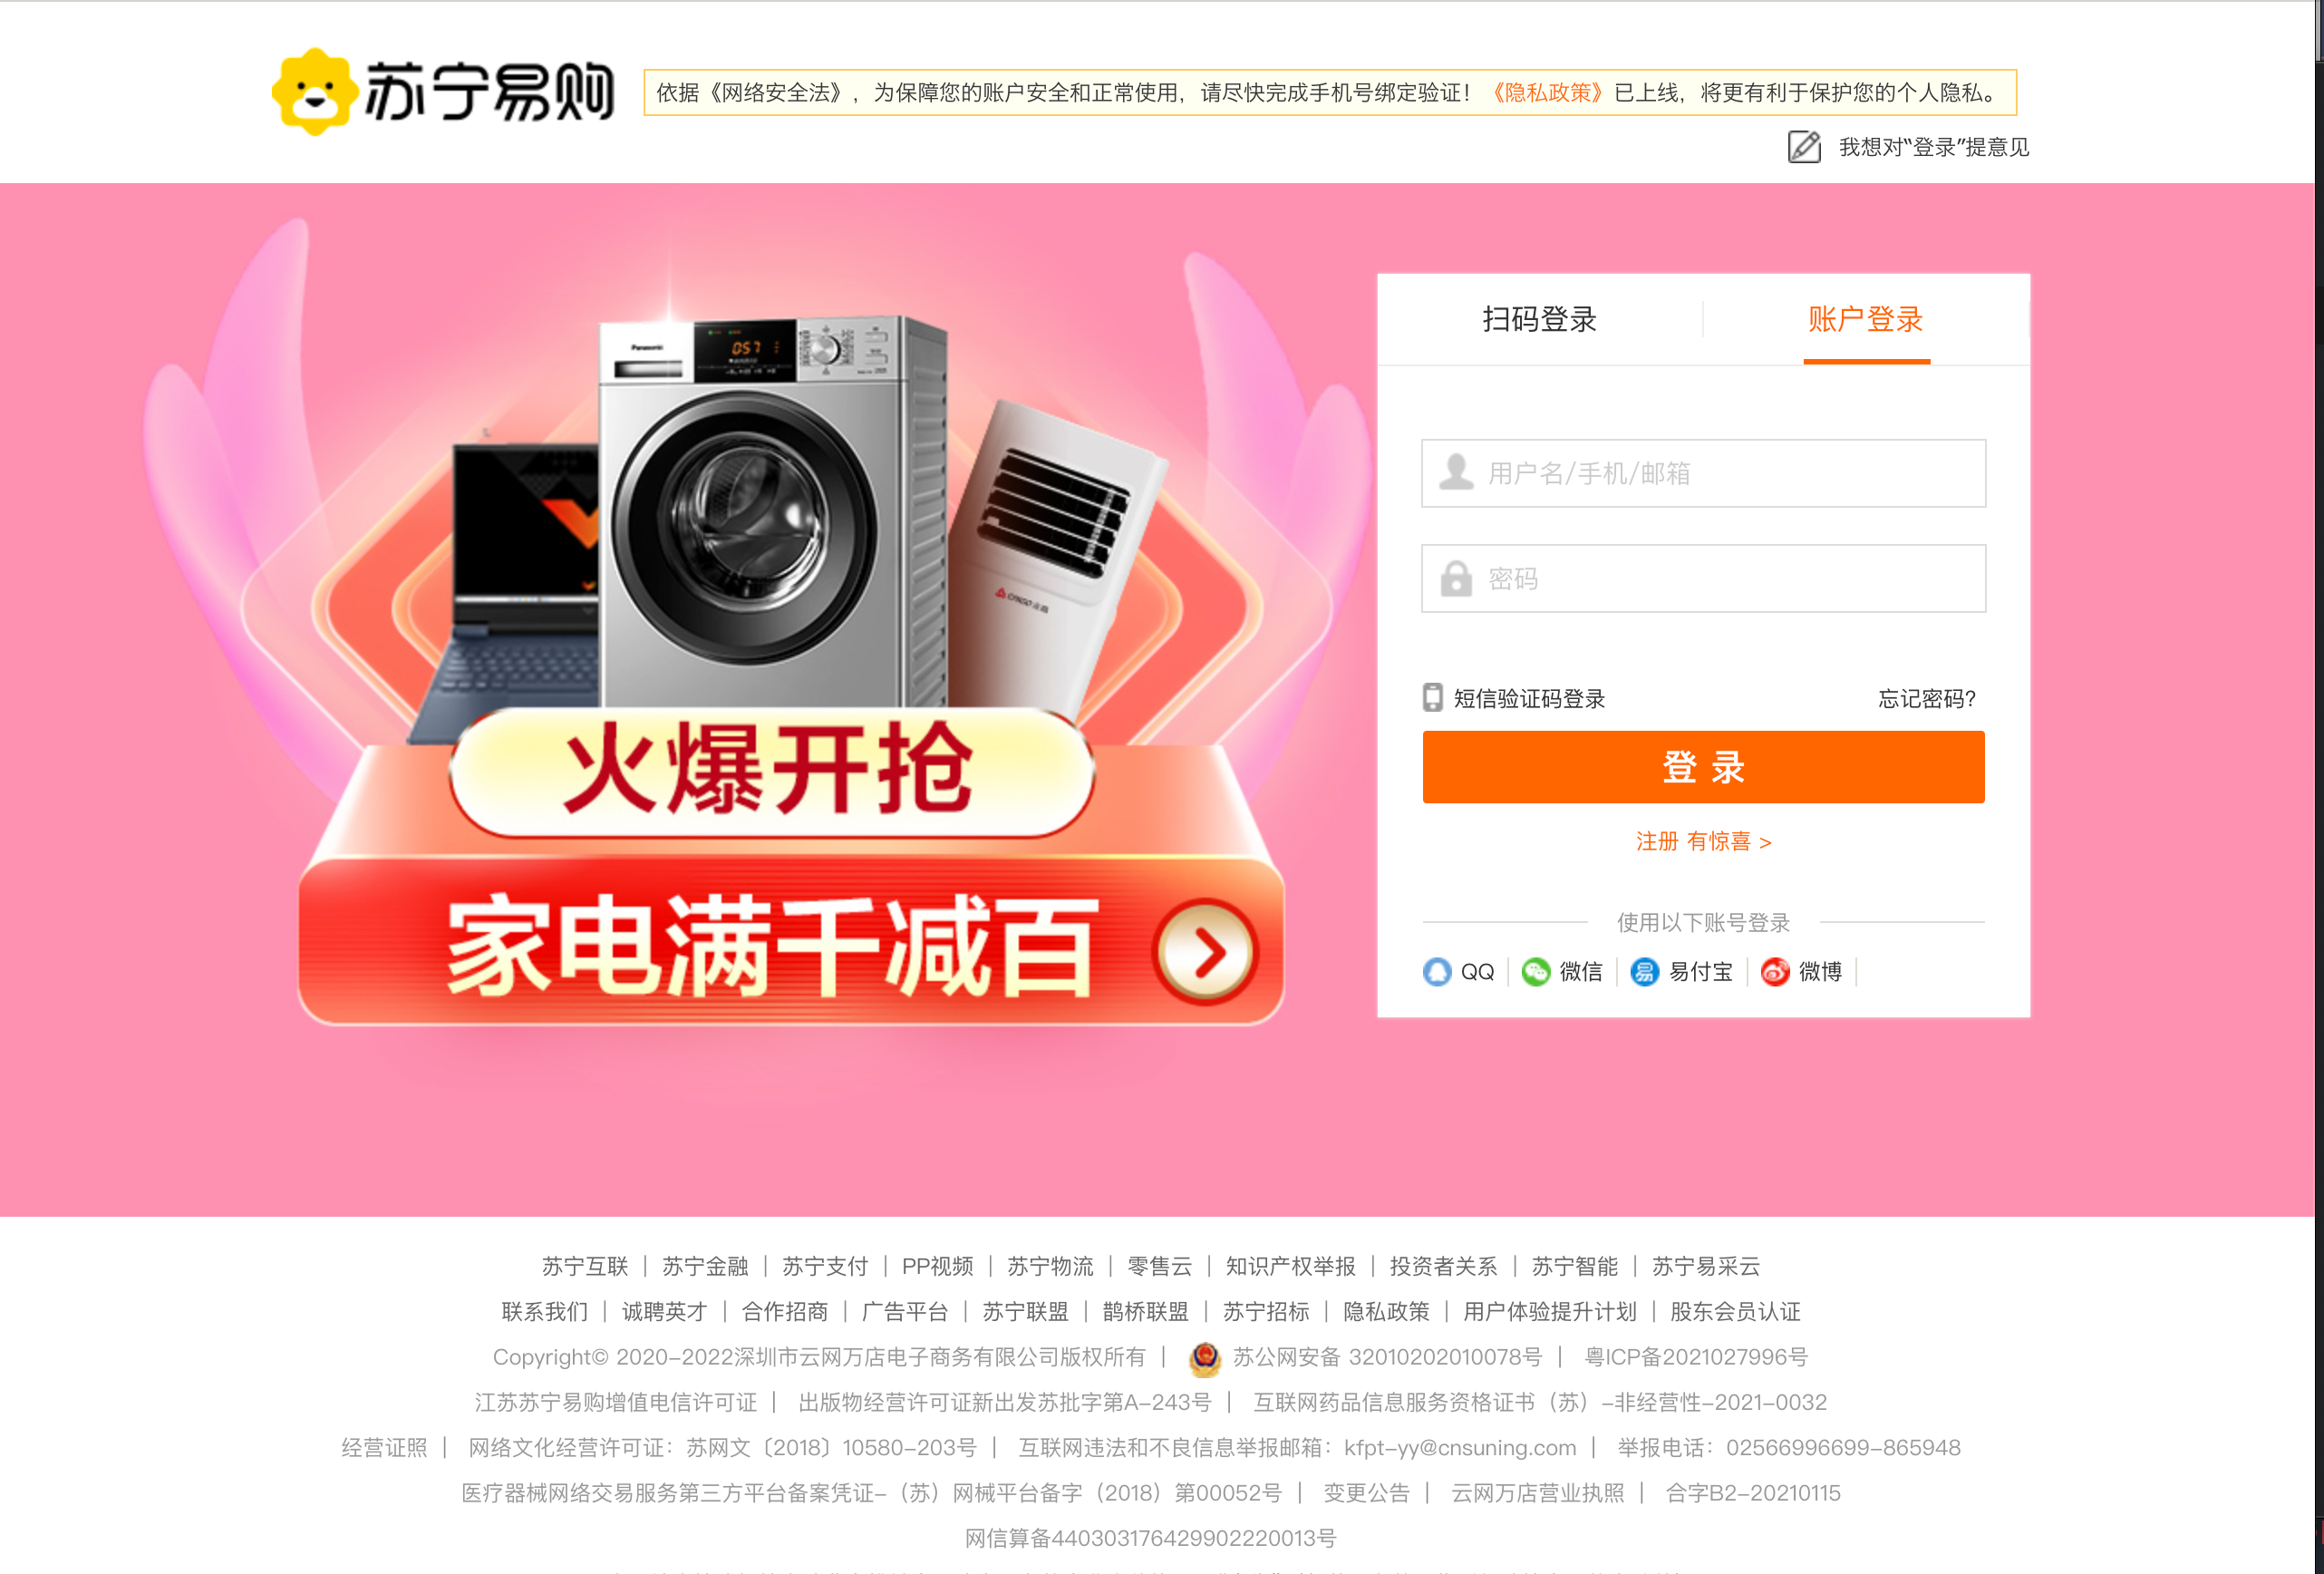 苏宁易购
依据《网络安全法》，为保障您的账户安全和正常使用，请尽快完成手机号绑定验证！《隐私政策》已上线，将更有利于保护您的个人隐私。
我想对“登录”提意见
扫码登录
账户登录
Panasonic
057
用户名/手机/邮箱
密码
短信验证码登录
忘记密码?
火爆开抢
登 录
注册 有惊喜 >
家电满千减百
使用以下账号登录
QQ | 微信 | 易付宝 | 微博 |
苏宁互联 | 苏宁金融 | 苏宁支付 | PP视频 | 苏宁物流 | 零售云 | 知识产权举报 | 投资者关系 | 苏宁智能 | 苏宁易采云
联系我们 | 诚聘英才 | 合作招商 | 广告平台 | 苏宁联盟 | 鹊桥联盟 | 苏宁招标 | 隐私政策 | 用户体验提升计划 | 股东会员认证
Copyright© 2020-2022深圳市云网万店电子商务有限公司版权所有 | 苏公网安备 32010202010078号 | 粤ICP备2021027996号
江苏苏宁易购增值电信许可证 | 出版物经营许可证新出发苏批字第A-243号 | 互联网药品信息服务资格证书（苏）-非经营性-2021-0032
经营证照 | 网络文化经营许可证：苏网文〔2018〕10580-203号 | 互联网违法和不良信息举报邮箱：kfpt-yy@cnsuning.com | 举报电话：02566996699-865948
医疗器械网络交易服务第三方平台备案凭证-（苏）网械平台备字（2018）第00052号 | 变更公告 | 云网万店营业执照 | 合字B2-20210115
网信算备440303176429902220013号